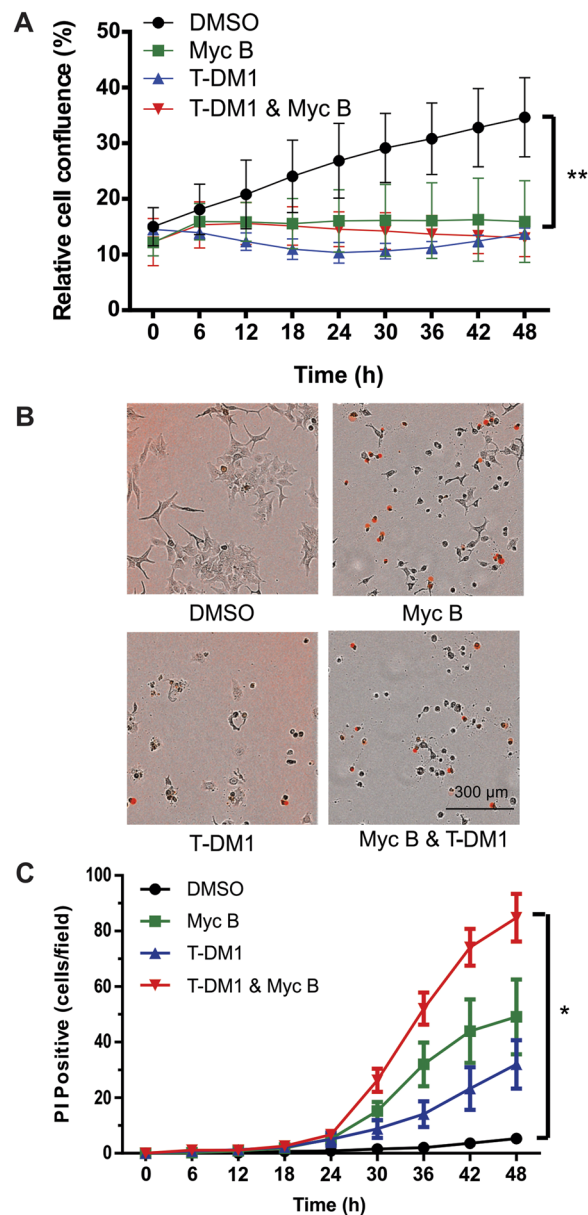 A
DMSO
Myc B
T-DM1
T-DM1 & Myc B
Relative cell confluence (%)
50
40
30
20
10
0
**
0 6 12 18 24 30 36 42 48
Time (h)
B
DMSO
Myc B
300 µm
T-DM1
Myc B & T-DM1
C
DMSO
Myc B
T-DM1
T-DM1 & Myc B
PI Positive (cells/field)
100
80
60
40
20
0
*
0 6 12 18 24 30 36 42 48
Time (h)